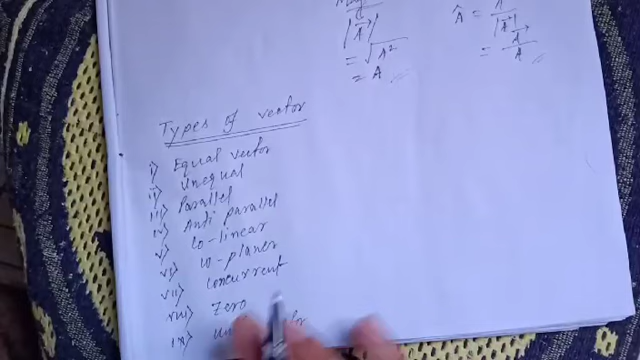 |A→|
= √A²
= A
Â = A→ / |A→|
= A→ / A
Types of vector
i) Equal vector
ii) Unequal
iii) Parallel
iv) Anti parallel
v) Co-linear
vi) Co-planer
vii) Concurrent
viii) Zero
ix)